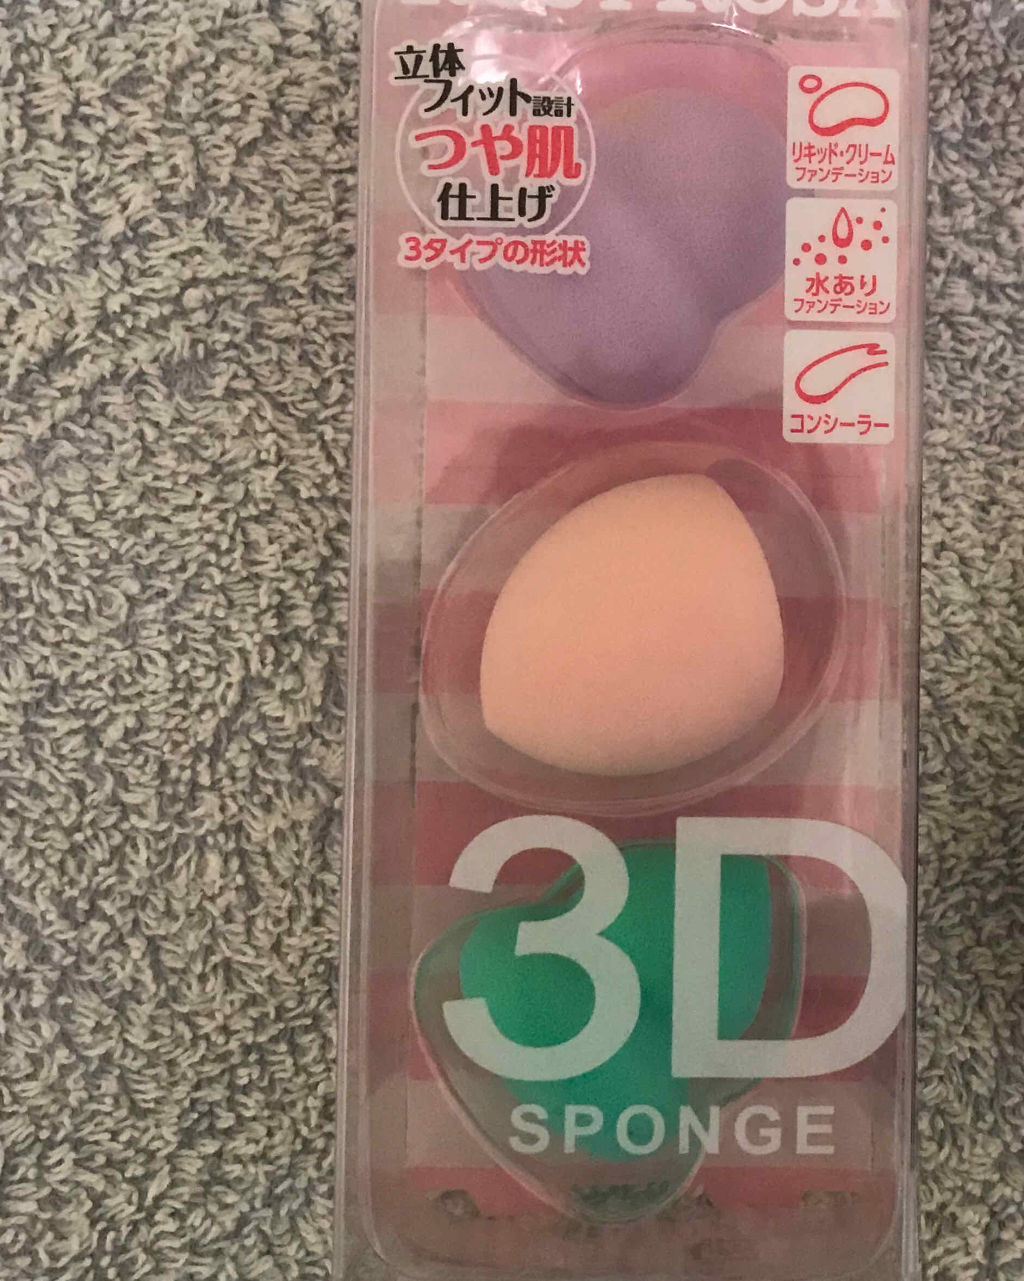 立体
フィット設計
つや肌
仕上げ
3タイプの形状
リキッド・クリーム
ファンデーション
水あり
ファンデーション
コンシーラー
3D
SPONGE